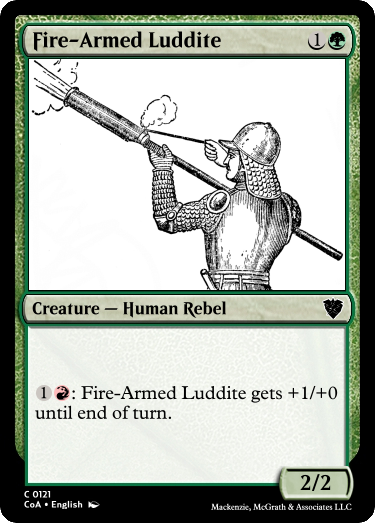 Fire-Armed Luddite 1
Creature — Human Rebel
1 : Fire-Armed Luddite gets +1/+0
until end of turn.
2/2
C 0121
CoA • English
Mackenzie, McGrath & Associates LLC